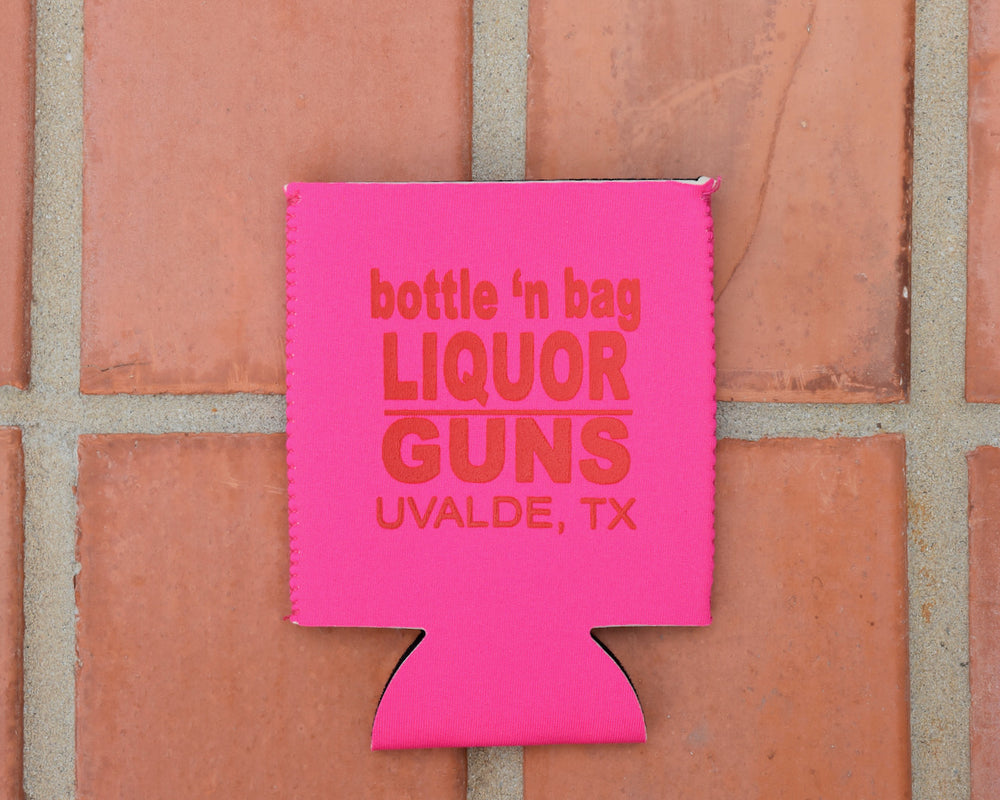 bottle ‘n bag
LIQUOR
GUNS
UVALDE, TX